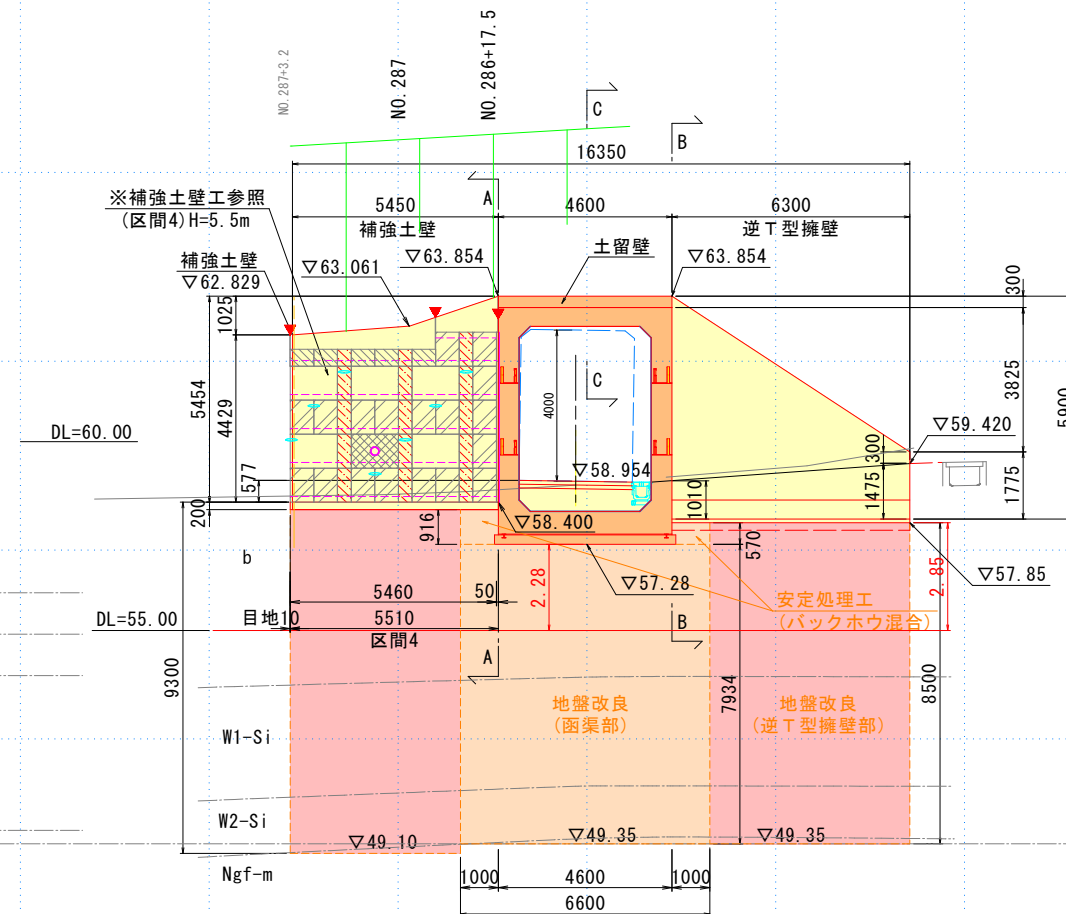 NO.287+3.2
NO.287
NO.286+17.5
C
B
16350
※補強土壁工参照
(区間4)H=5.5m
A
5450
4600
6300
補強土壁
逆T型擁壁
土留壁
補強土壁
▽62.829
▽63.061
▽63.854
▽63.854
300
1025
5454
4429
4000
C
3825
5900
DL=60.00
▽59.420
300
▽58.954
577
1010
1475
1775
200
916
▽58.400
570
b
▽57.28
▽57.85
2.28
2.85
5460
50
安定処理工
(バックホウ混合)
DL=55.00
目地10
5510
区間4
B
A
9300
地盤改良
(函渠部)
7934
地盤改良
(逆T型擁壁部)
8500
W1-Si
W2-Si
▽49.10
▽49.35
▽49.35
Ngf-m
1000
4600
1000
6600